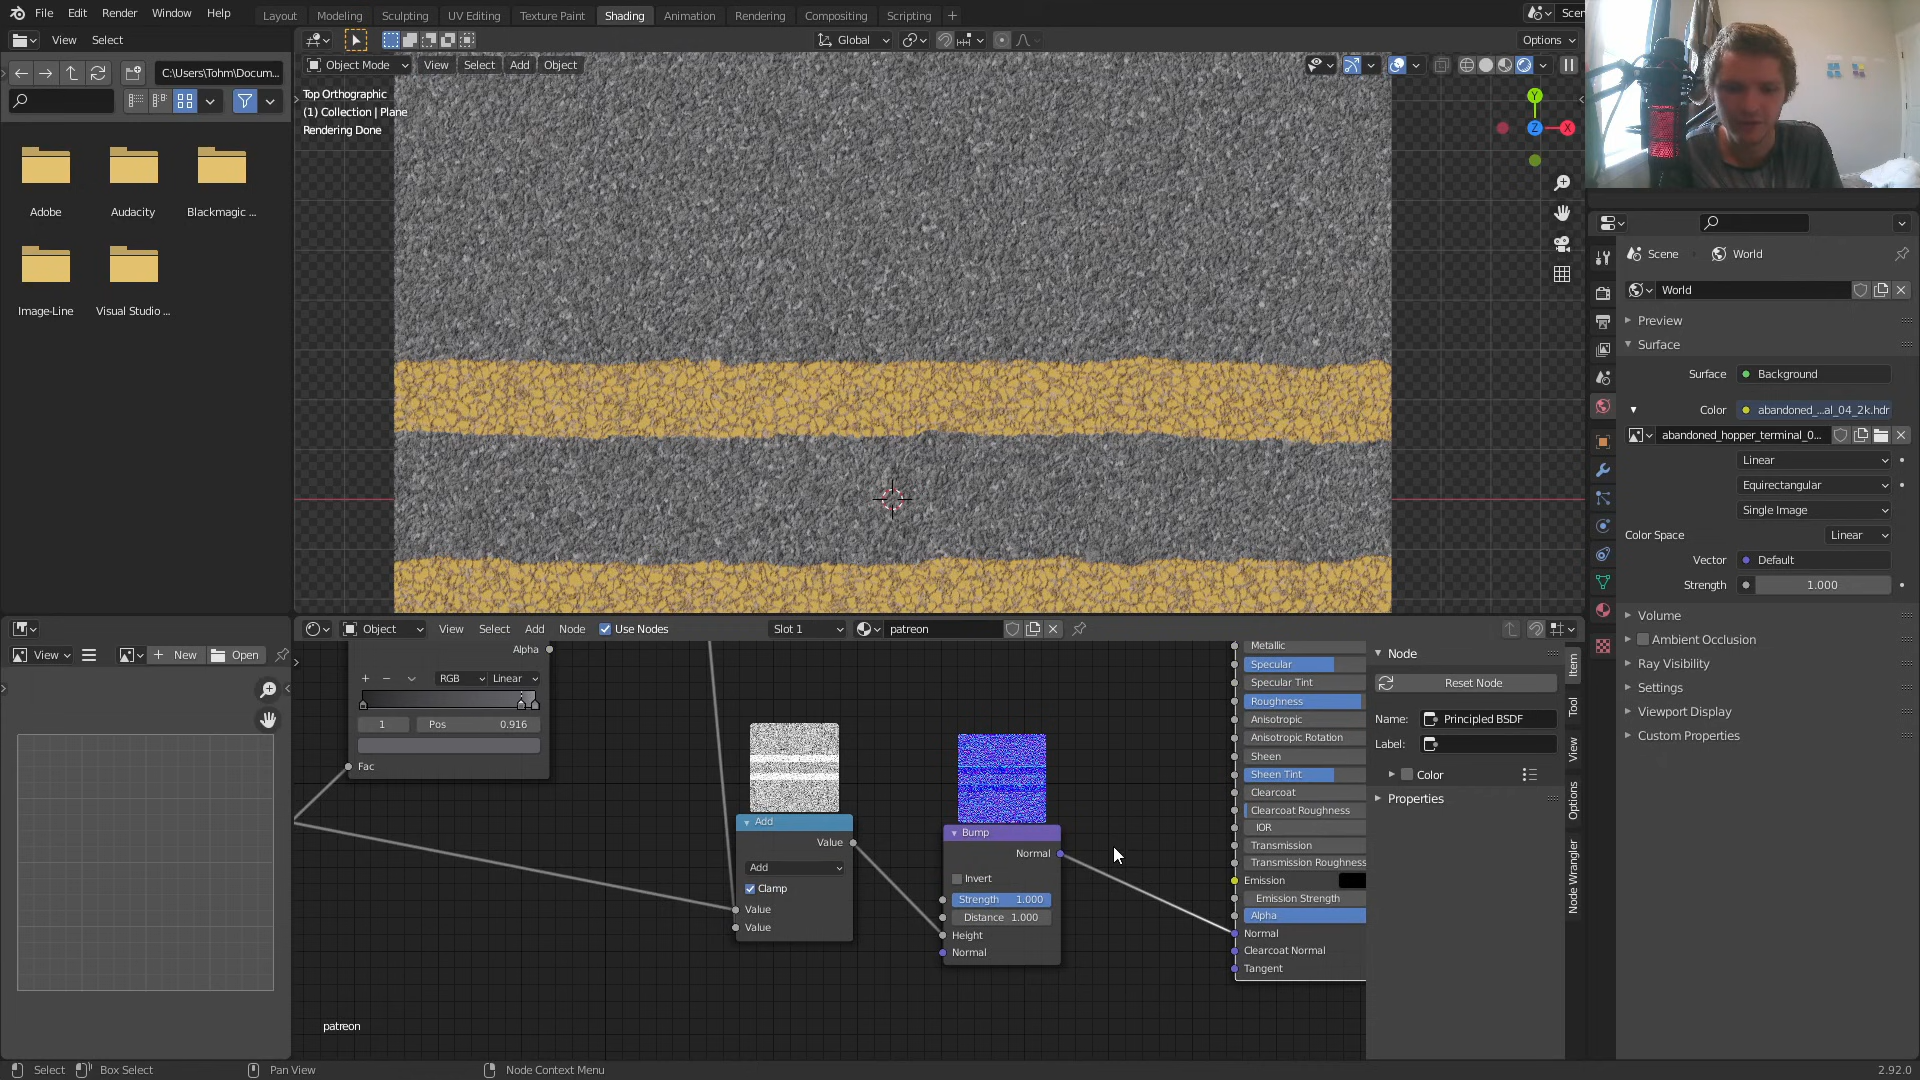 File Edit Render Window Help
Layout Modeling Sculpting UV Editing Texture Paint Shading Animation Rendering Compositing Scripting +
Scen
View Select
Global
Options
C:\Users\Tohm\Docum...
Object Mode View Select Add Object
Top Orthographic
(1) Collection | Plane
Rendering Done
Y
Z
X
Adobe
Audacity
Blackmagic ...
Image-Line
Visual Studio ...
Scene
World
World
Preview
Surface
Surface
Background
Color
abandoned_...al_04_2k.hdr
abandoned_hopper_terminal_0...
Linear
Equirectangular
Single Image
Color Space
Linear
Vector
Default
Strength
1.000
Volume
Ambient Occlusion
Ray Visibility
Settings
Viewport Display
Custom Properties
View
New
Open
Object
View Select Add Node
Use Nodes
Slot 1
patreon
Alpha
RGB
Linear
1
Pos
0.916
Fac
Add
Value
Add
Clamp
Value
Value
Bump
Normal
Invert
Strength 1.000
Distance 1.000
Height
Normal
Metallic
Specular
Specular Tint
Roughness
Anisotropic
Anisotropic Rotation
Sheen
Sheen Tint
Clearcoat
Clearcoat Roughness
IOR
Transmission
Transmission Roughness
Emission
Emission Strength
Alpha
Normal
Clearcoat Normal
Tangent
Node
Reset Node
Name:
Principled BSDF
Label:
Color
Properties
Item
Tool
View
Options
Node Wrangler
patreon
Select
Box Select
Pan View
Node Context Menu
2.92.0